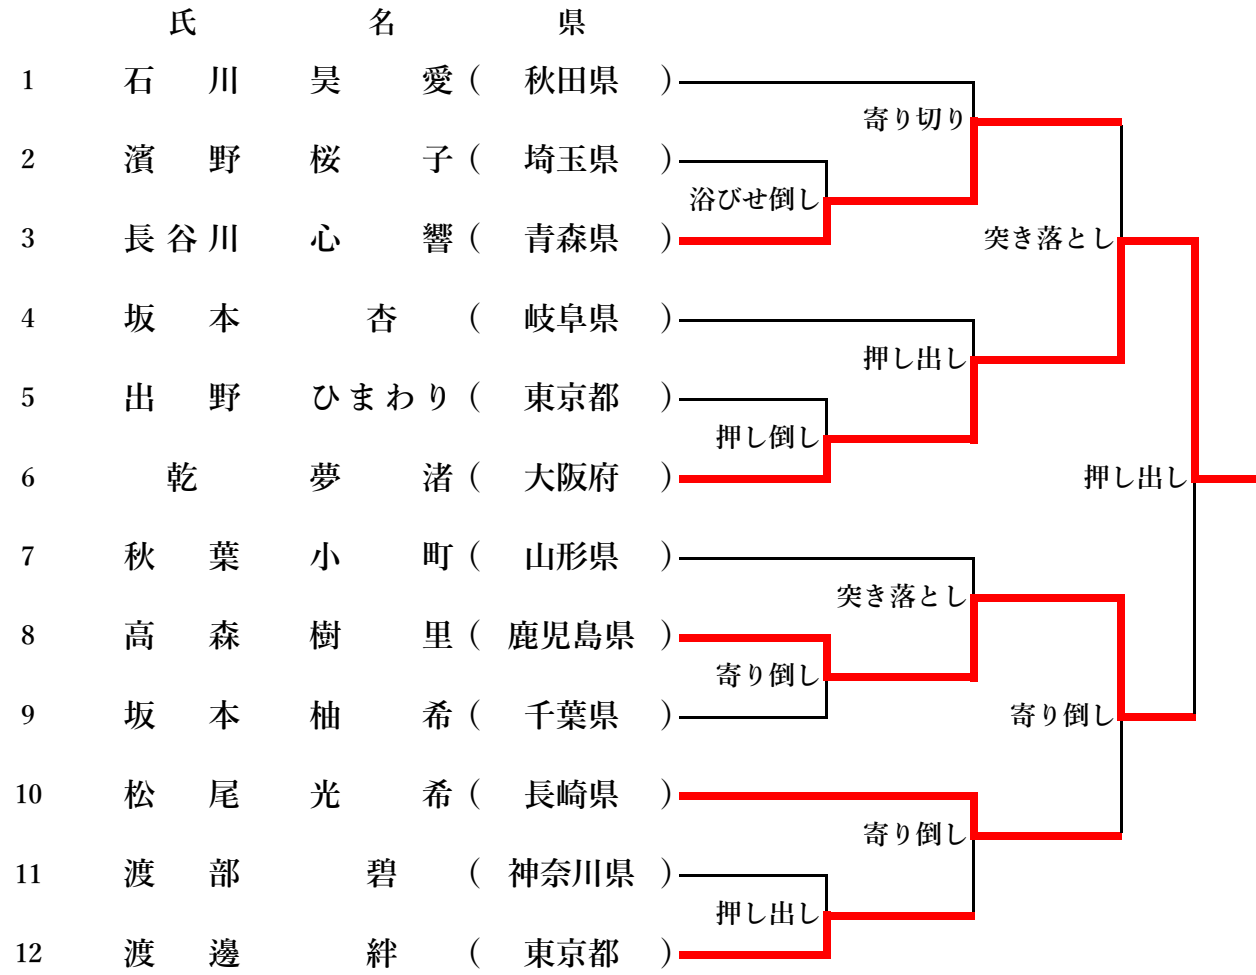 氏 名 県
1 石川 昊愛 ( 秋田県 )
寄り切り
2 濱野 桜子 ( 埼玉県 )
浴びせ倒し
3 長谷川 心響 ( 青森県 )
突き落とし
4 坂本 杏 ( 岐阜県 )
押し出し
5 出野 ひまわり ( 東京都 )
押し倒し
6 乾 夢渚 ( 大阪府 )
押し出し
7 秋葉 小町 ( 山形県 )
突き落とし
8 高森 樹里 ( 鹿児島県 )
寄り倒し
9 坂本 柚希 ( 千葉県 )
寄り倒し
10 松尾 光希 ( 長崎県 )
寄り倒し
11 渡部 碧 ( 神奈川県 )
押し出し
12 渡邊 絆 ( 東京都 )